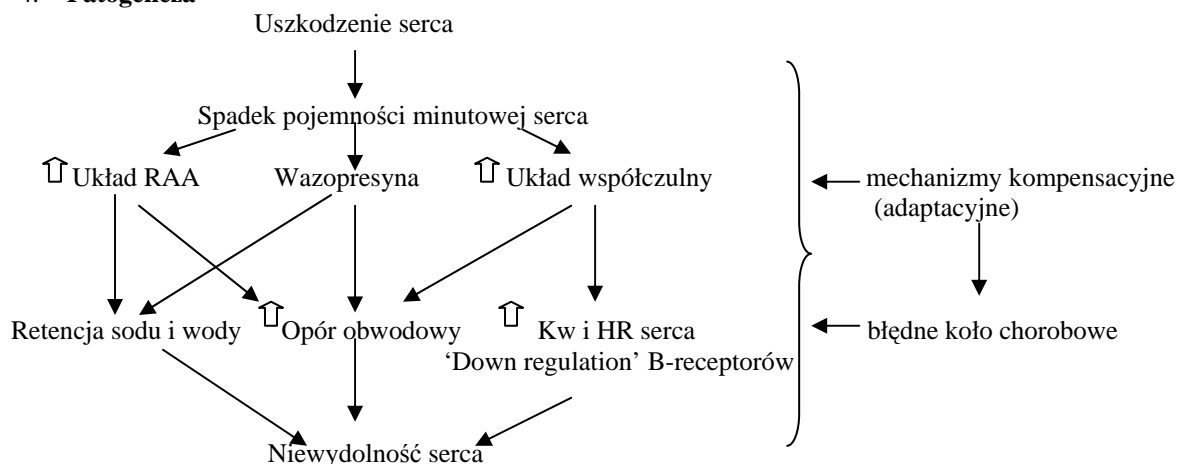 Patogeneza
Uszkodzenie serca
Spadek pojemności minutowej serca
Układ RAA Wazopresyna Układ współczulny
mechanizmy kompensacyjne
(adaptacyjne)
Retencja sodu i wody Opór obwodowy Kw i HR serca
błędne koło chorobowe
‘Down regulation’ B-receptorów
Niewydolność serca